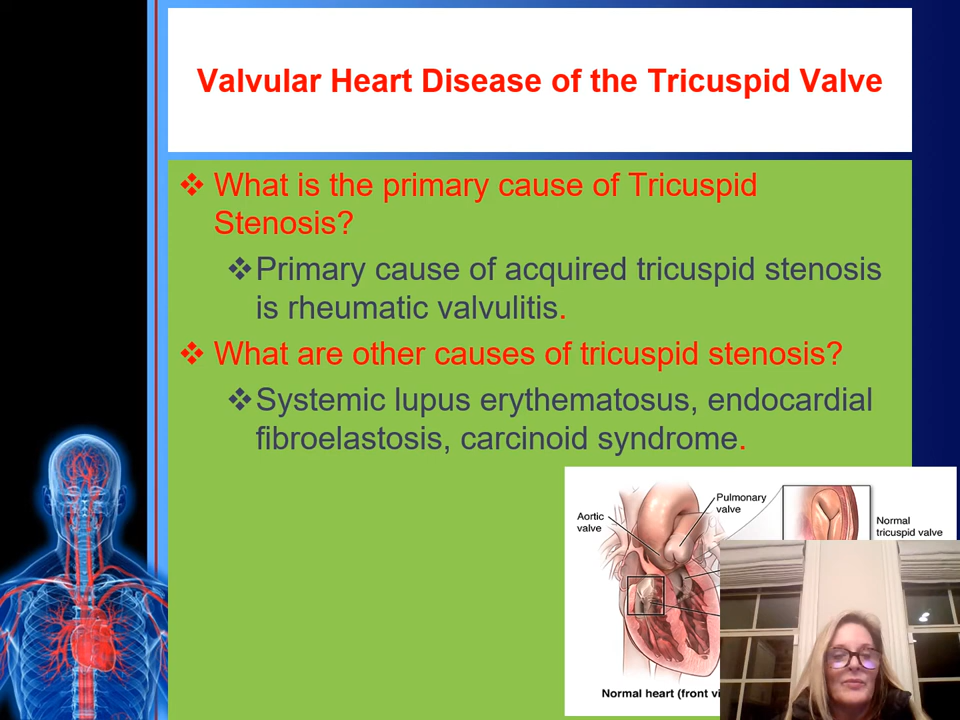 Valvular Heart Disease of the Tricuspid Valve
❖ What is the primary cause of Tricuspid
Stenosis?
❖Primary cause of acquired tricuspid stenosis
is rheumatic valvulitis.
❖ What are other causes of tricuspid stenosis?
❖Systemic lupus erythematosus, endocardial
fibroelastosis, carcinoid syndrome.
Pulmonary
valve
Aortic
valve
Normal
tricuspid valve
Normal heart (front